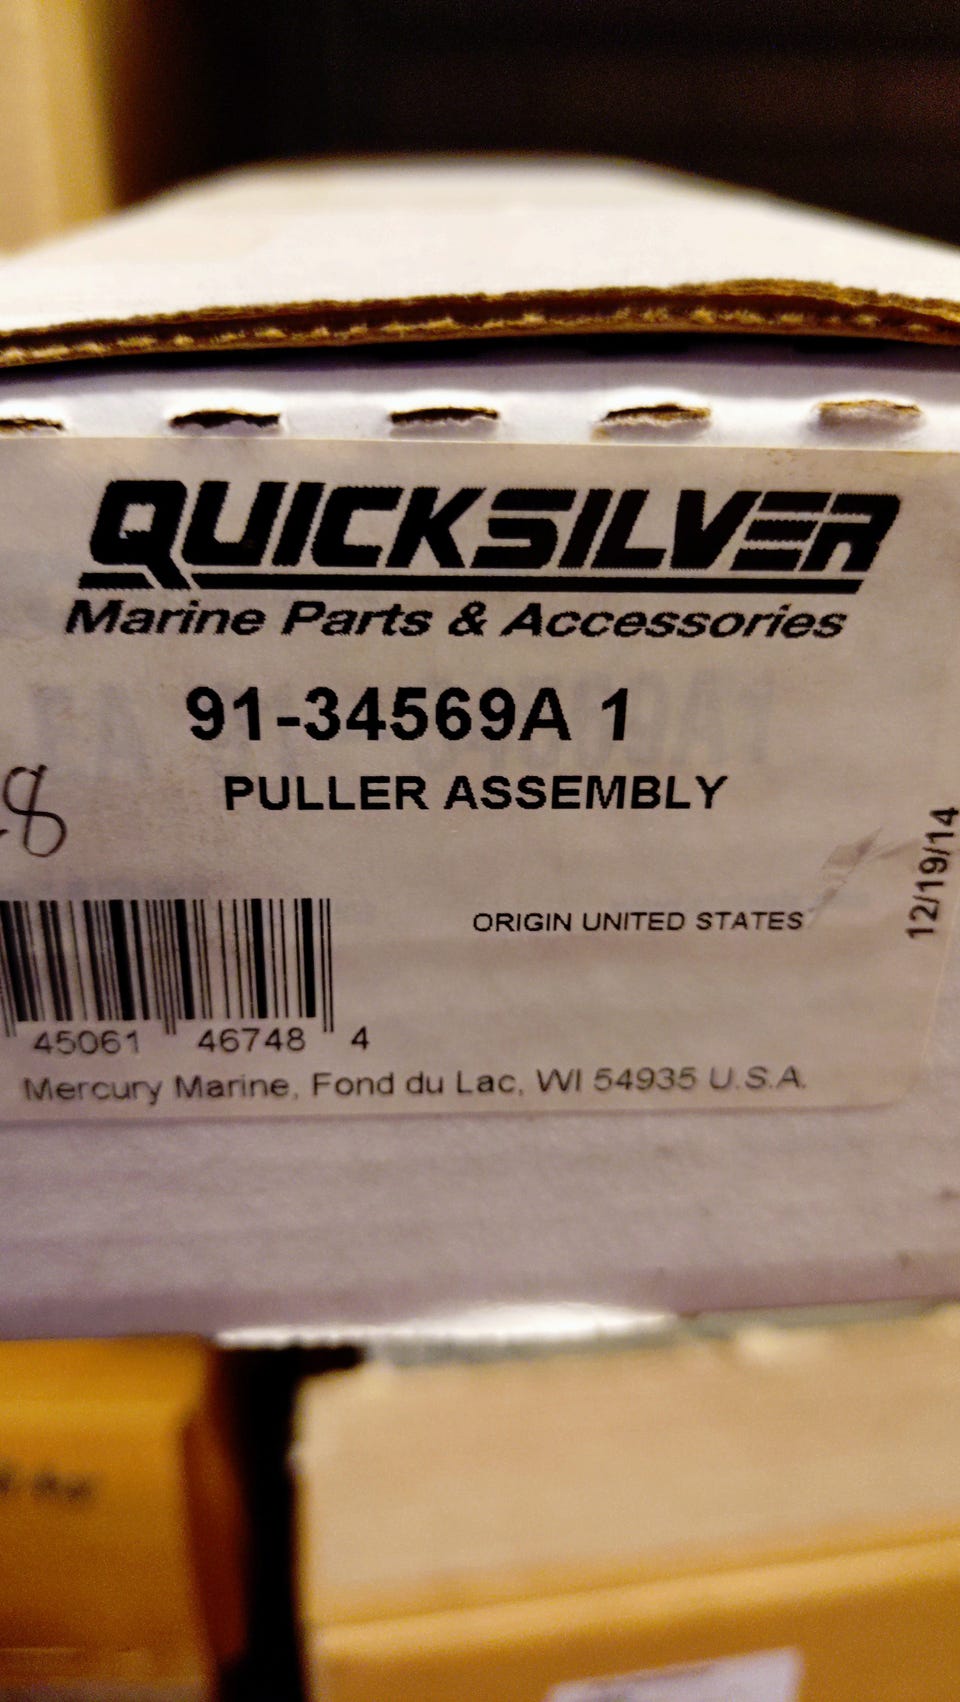 QUICKSILVER
Marine Parts & Accessories
91-34569A 1
PULLER ASSEMBLY
8
12/19/14
ORIGIN UNITED STATES
45061 46748 4
Mercury Marine, Fond du Lac, WI 54935 U.S.A.